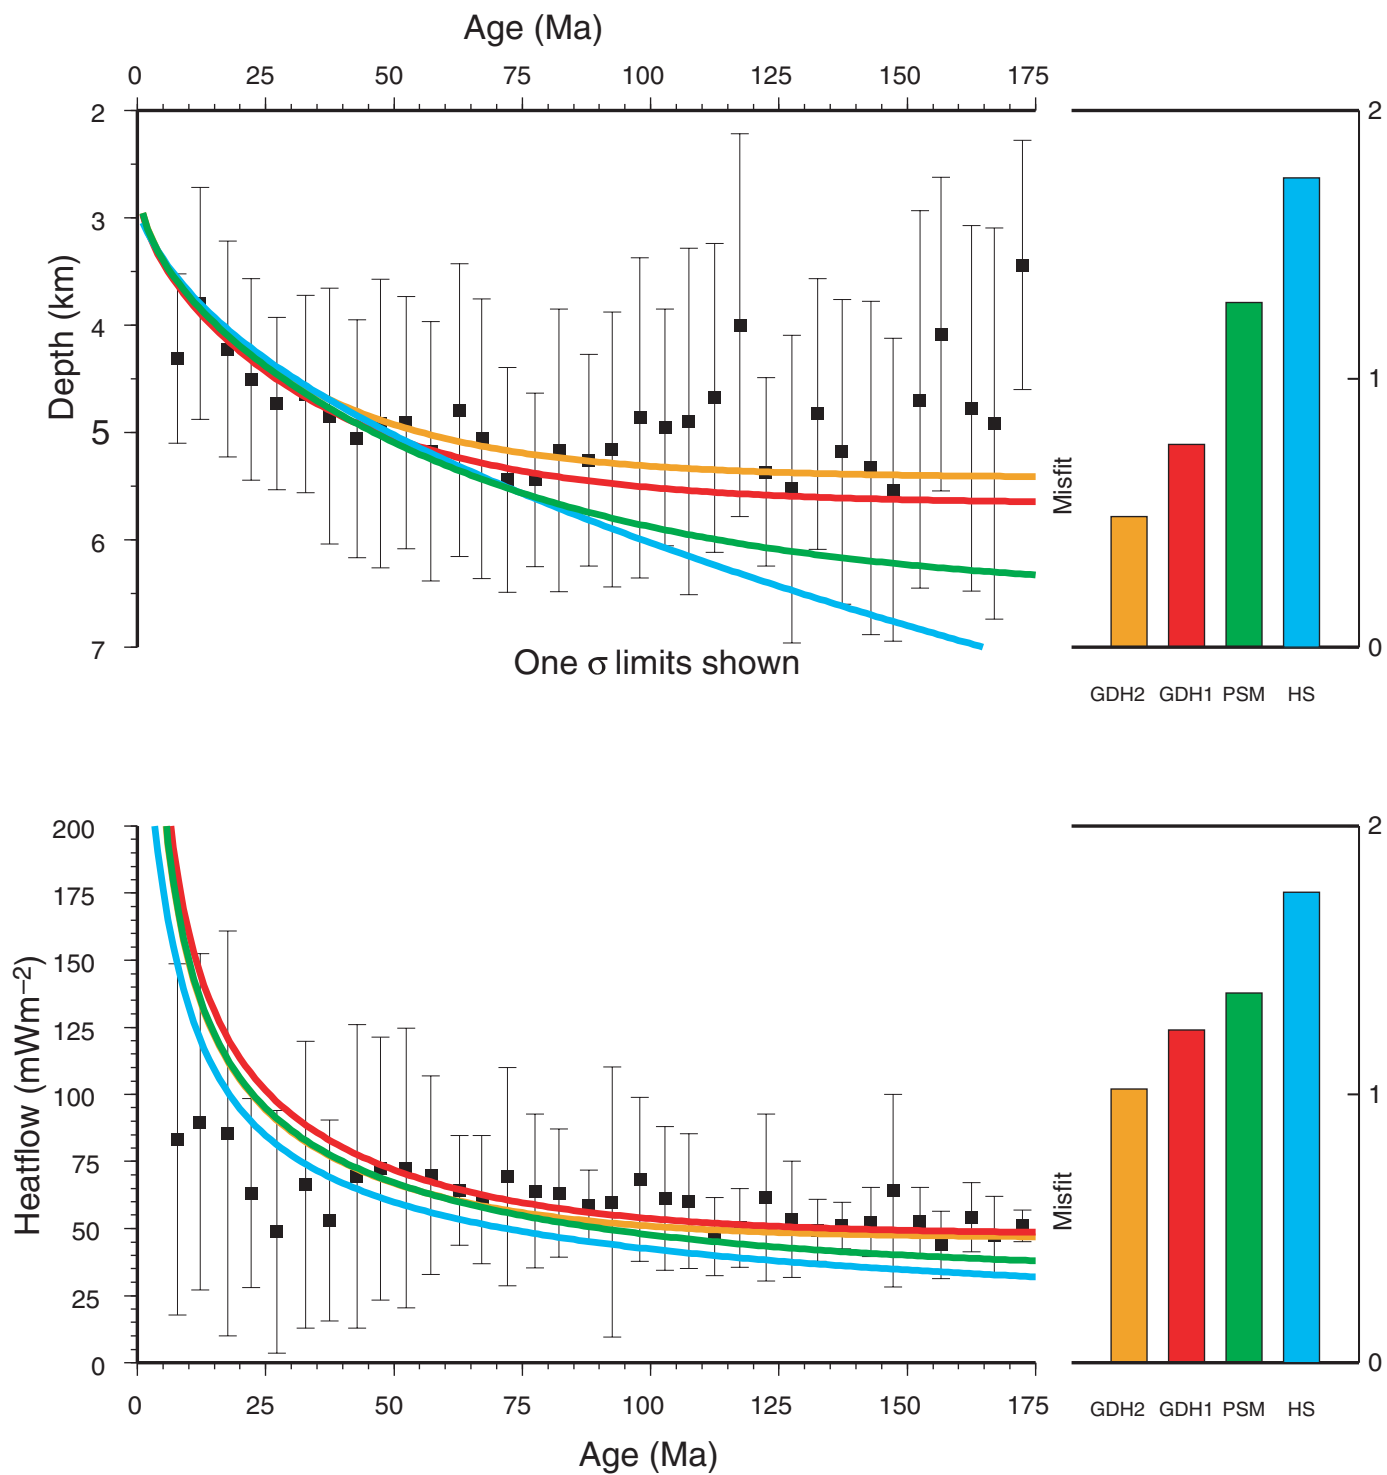 Age (Ma)
0 25 50 75 100 125 150 175
2
3
4
5
6
7
Depth (km)
One σ limits shown
2
1
0
Misfit
GDH2 GDH1 PSM HS
200
175
150
125
100
75
50
25
0
Heatflow (mWm−2)
0 25 50 75 100 125 150 175
Age (Ma)
2
1
0
Misfit
GDH2 GDH1 PSM HS